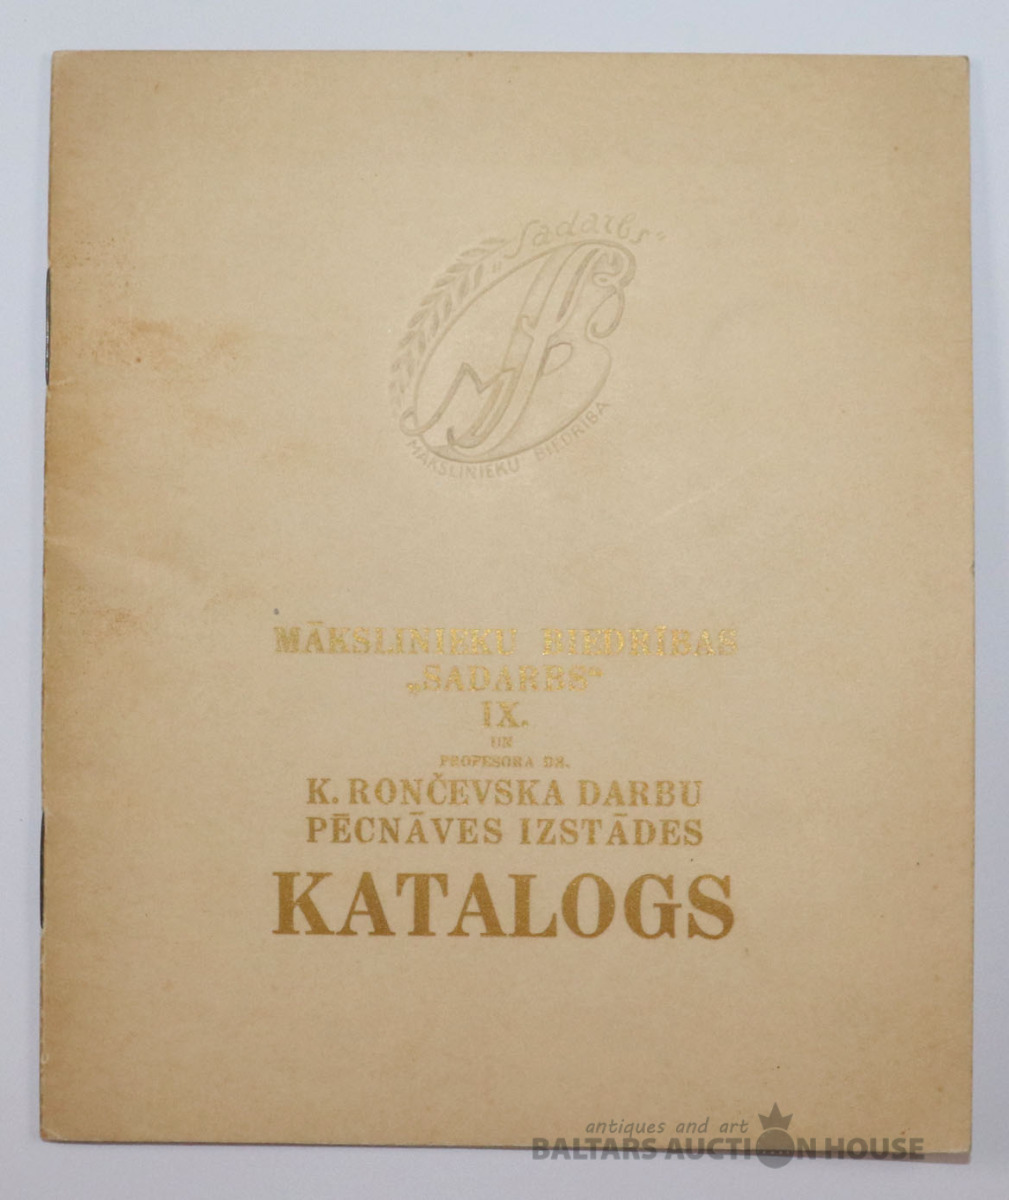 „Sadarbs“
MSB
MĀKSLINIEKU BIEDRĪBA
MĀKSLINIEKU BIEDRĪBAS
„SADARBS“
IX.
UN
PROFESORA DR.
K. RONČEVSKA DARBU
PĒCNĀVES IZSTĀDES
KATALOGS
antiques and art
BALTARS AUCTION HOUSE